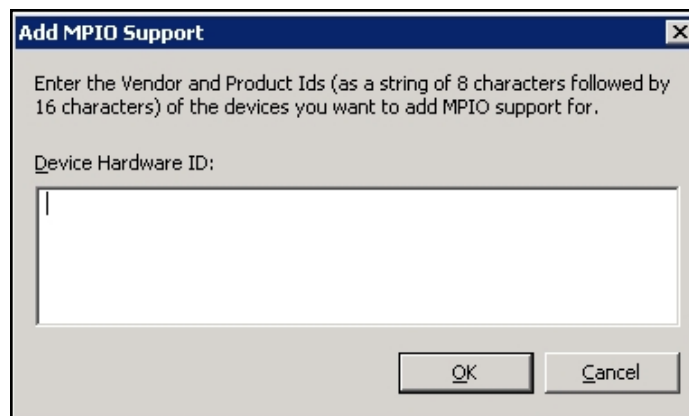 Add MPIO Support
Enter the Vendor and Product Ids (as a string of 8 characters followed by
16 characters) of the devices you want to add MPIO support for.
Device Hardware ID:
OK
Cancel